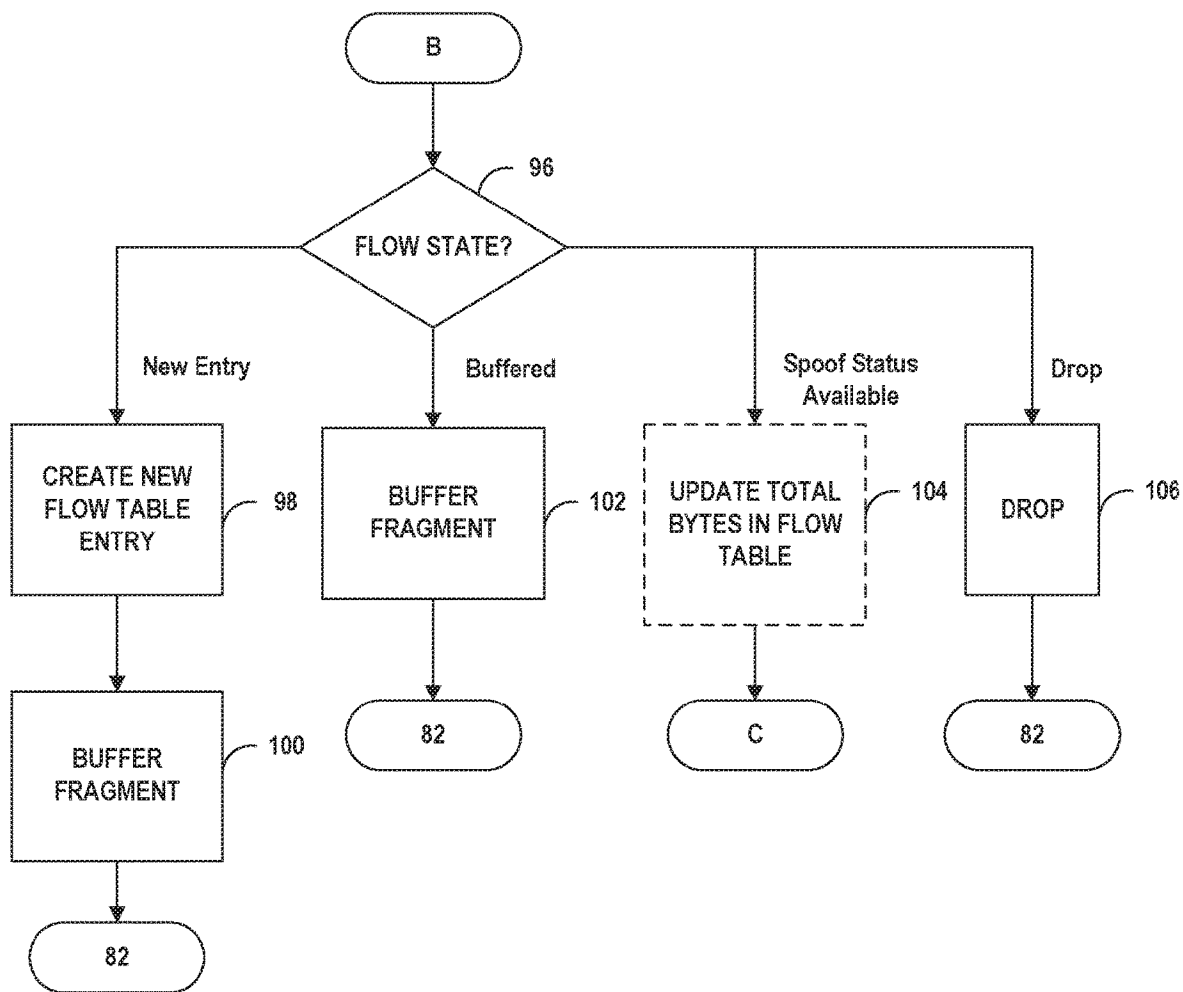 B
96
FLOW STATE?
New Entry
Buffered
Spoof Status
Available
Drop
CREATE NEW
FLOW TABLE
ENTRY
98
BUFFER
FRAGMENT
102
UPDATE TOTAL
BYTES IN FLOW
TABLE
104
DROP
106
BUFFER
FRAGMENT
100
82
C
82
82